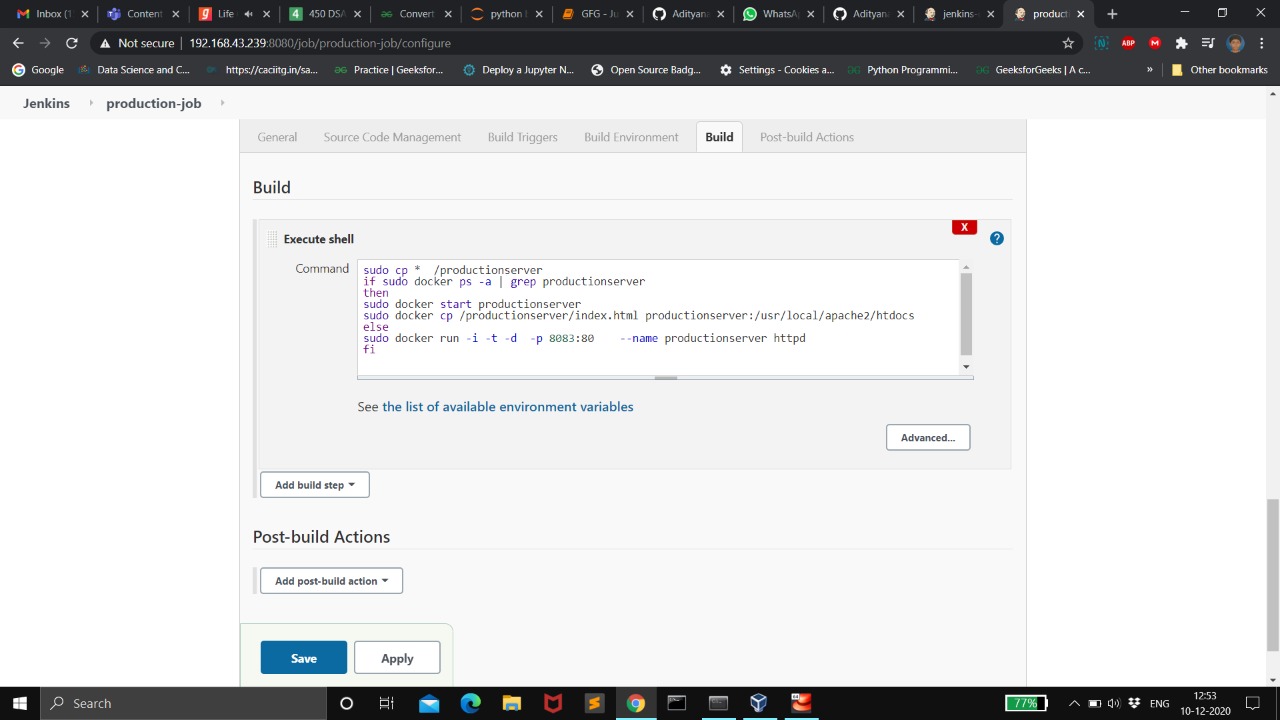 Inbox (1
Content
Life
450 DSA
Convert
python l
GFG - Ju
Adityana
WhatsA
Adityan
jenkins-
product
Not secure | 192.168.43.239:8080/job/production-job/configure
ABP
Google
Data Science and C...
https://caciitg.in/sa...
Practice | Geeksfor...
Deploy a Jupyter N...
Open Source Badg...
Settings - Cookies a...
Python Programmi...
GeeksforGeeks | A c...
»
Other bookmarks
Jenkins
production-job
General
Source Code Management
Build Triggers
Build Environment
Build
Post-build Actions
Build
X
Execute shell
?
Command
sudo cp * /productionserver
if sudo docker ps -a | grep productionserver
then
sudo docker start productionserver
sudo docker cp /productionserver/index.html productionserver:/usr/local/apache2/htdocs
else
sudo docker run -i -t -d -p 8083:80 --name productionserver httpd
fi
See the list of available environment variables
Advanced...
Add build step
Post-build Actions
Add post-build action
Save
Apply
Search
77%
ENG
12:53
10-12-2020